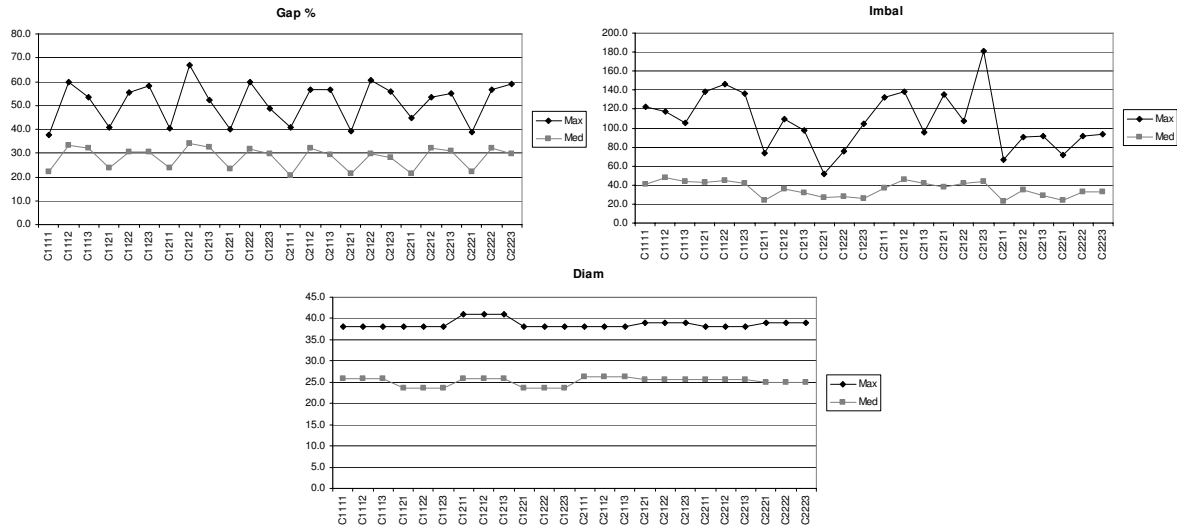 Gap %
80.0
70.0
60.0
50.0
40.0
30.0
20.0
10.0
0.0
C1111
C1112
C1113
C1121
C1122
C1123
C1211
C1212
C1213
C1221
C1222
C1223
C2111
C2112
C2113
C2121
C2122
C2123
C2211
C2212
C2213
C2221
C2222
C2223
Max
Med
Imbal
200.0
180.0
160.0
140.0
120.0
100.0
80.0
60.0
40.0
20.0
0.0
C1111
C1112
C1113
C1121
C1122
C1123
C1211
C1212
C1213
C1221
C1222
C1223
C2111
C2112
C2113
C2121
C2122
C2123
C2211
C2212
C2213
C2221
C2222
C2223
Max
Med
Diam
45.0
40.0
35.0
30.0
25.0
20.0
15.0
10.0
5.0
0.0
C1111
C1112
C1113
C1121
C1122
C1123
C1211
C1212
C1213
C1221
C1222
C1223
C2111
C2112
C2113
C2121
C2122
C2123
C2211
C2212
C2213
C2221
C2222
C2223
Max
Med